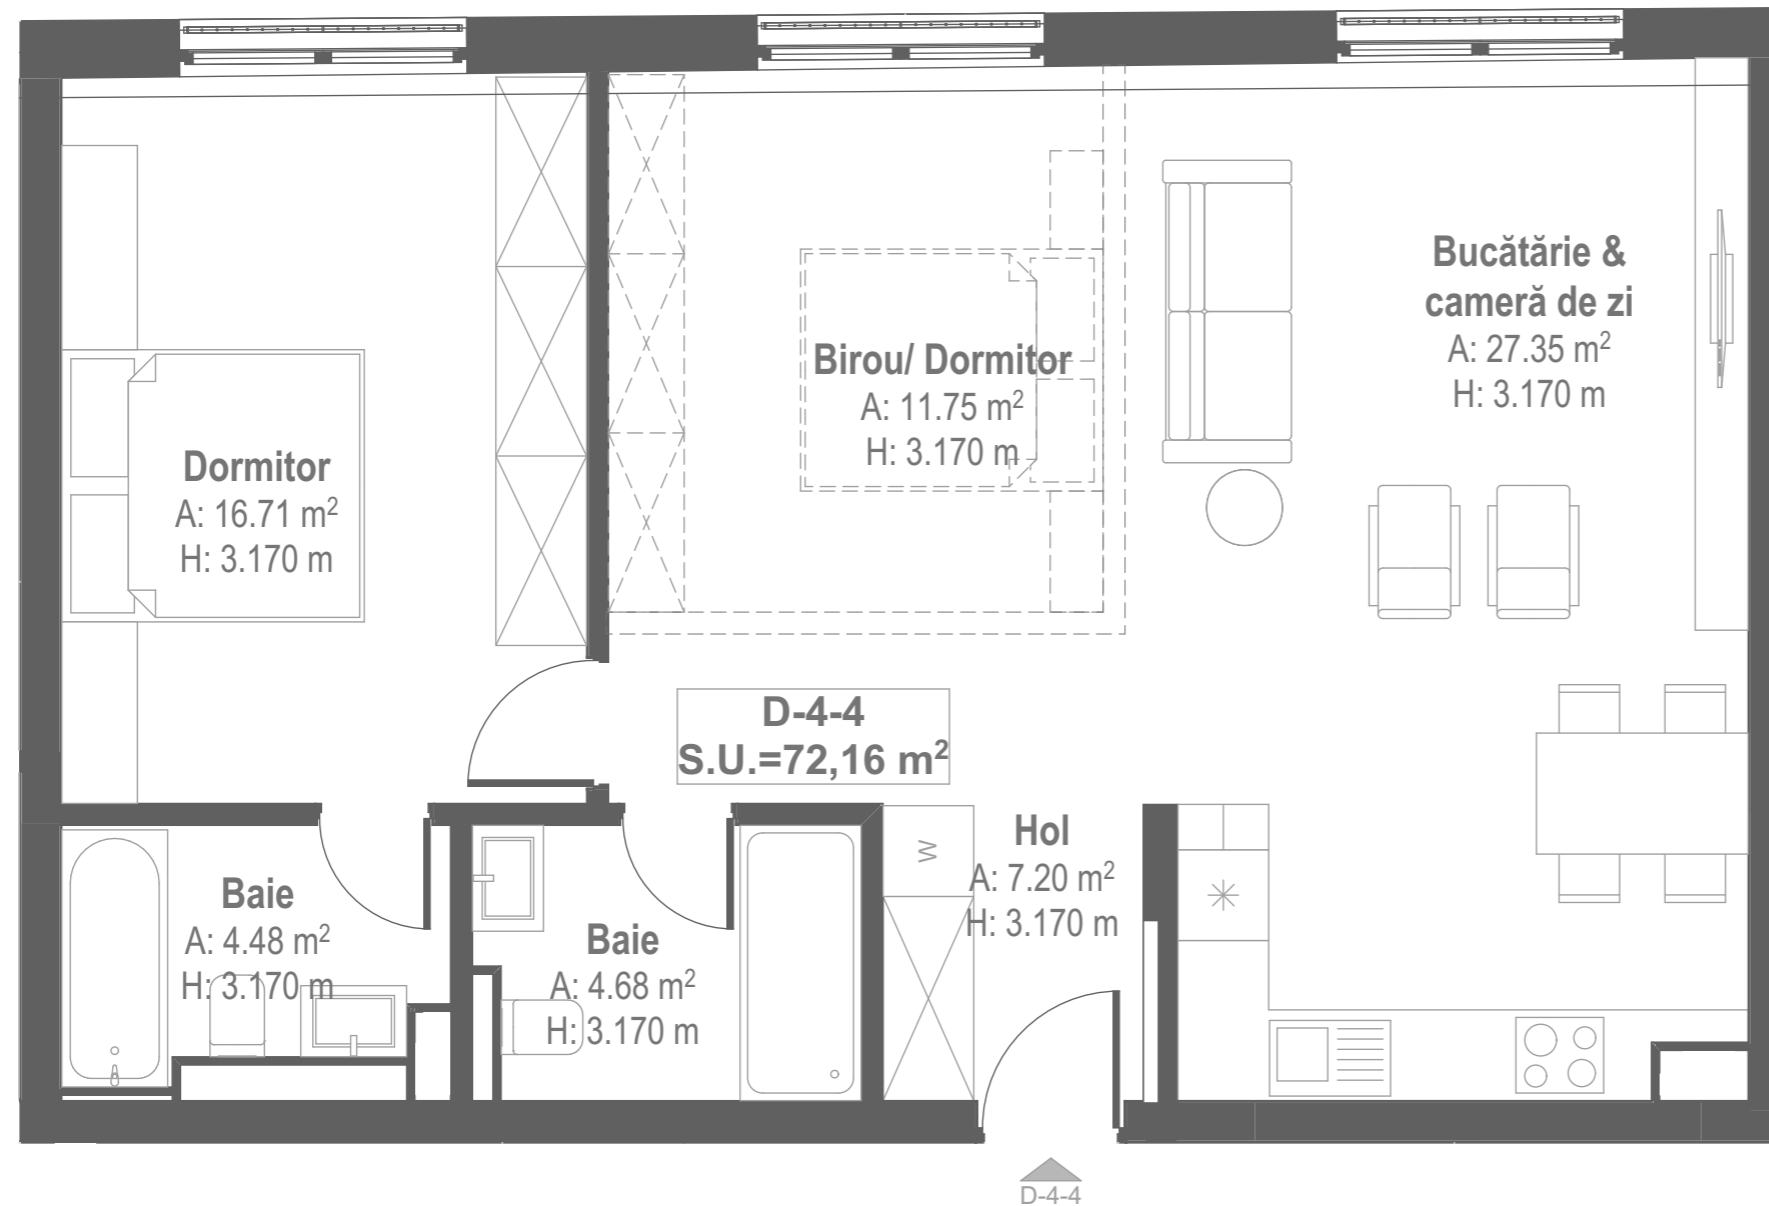 Bucătărie &
cameră de zi
A: 27.35 m²
H: 3.170 m
Birou/ Dormitor
A: 11.75 m²
H: 3.170 m
Dormitor
A: 16.71 m²
H: 3.170 m
D-4-4
S.U.=72,16 m²
Hol
A: 7.20 m²
H: 3.170 m
W
Baie
A: 4.48 m²
H: 3.170 m
Baie
A: 4.68 m²
H: 3.170 m
D-4-4